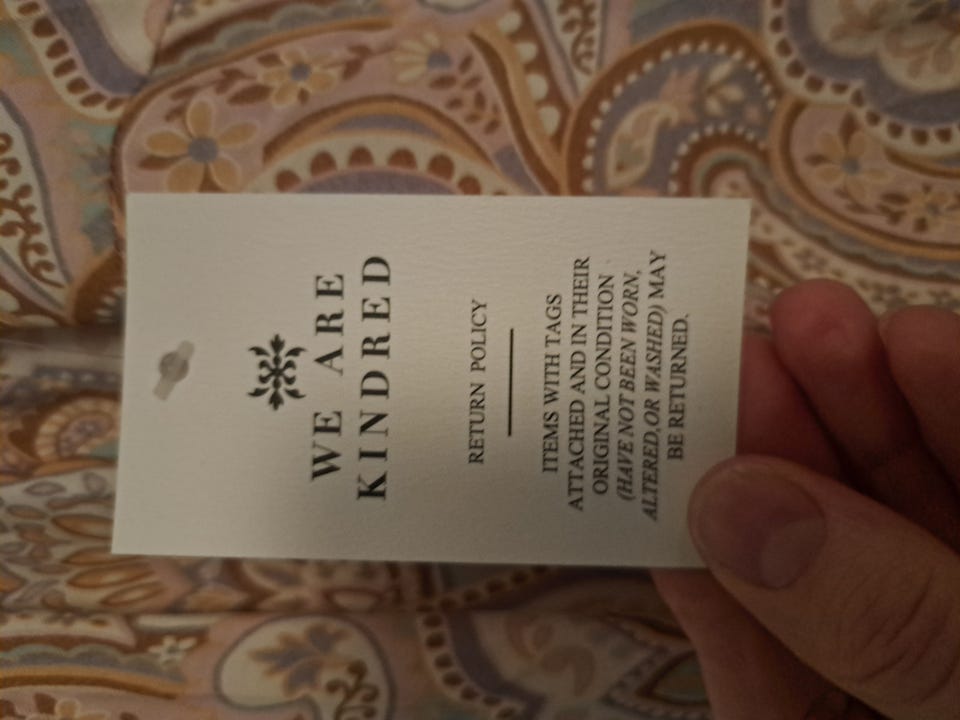 WE ARE
KINDRED
RETURN POLICY
ITEMS WITH TAGS
ATTACHED AND IN THEIR
ORIGINAL CONDITION
(HAVE NOT BEEN WORN,
ALTERED,OR WASHED) MAY
BE RETURNED.